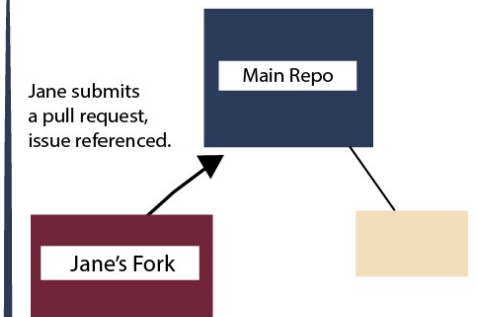 Main Repo
Jane submits
a pull request,
issue referenced.
Jane's Fork